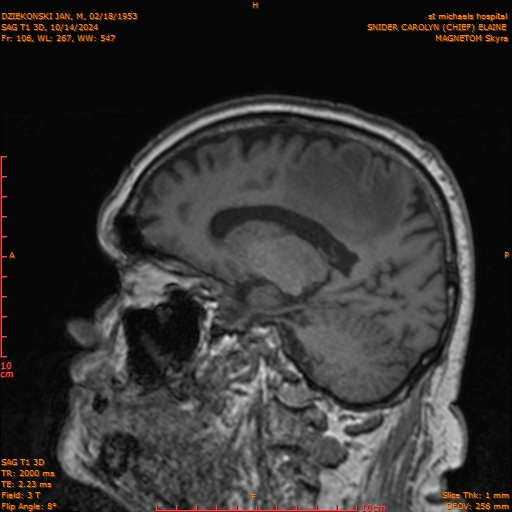 H
DZIEKONSKI JAN, M, 02/18/1953
SAG T1 3D, 10/14/2024
Fr: 106, WL: 267, WW: 547
st michaels hospital
SNIDER CAROLYN (CHIEF) ELAINE
MAGNETOM Skyra
A
P
10
cm
SAG T1 3D
TR: 2000 ms
TE: 2.23 ms
Field: 3 T
Flip Angle: 8°
F
10cm
Slice Thk: 1 mm
DFOV: 256 mm